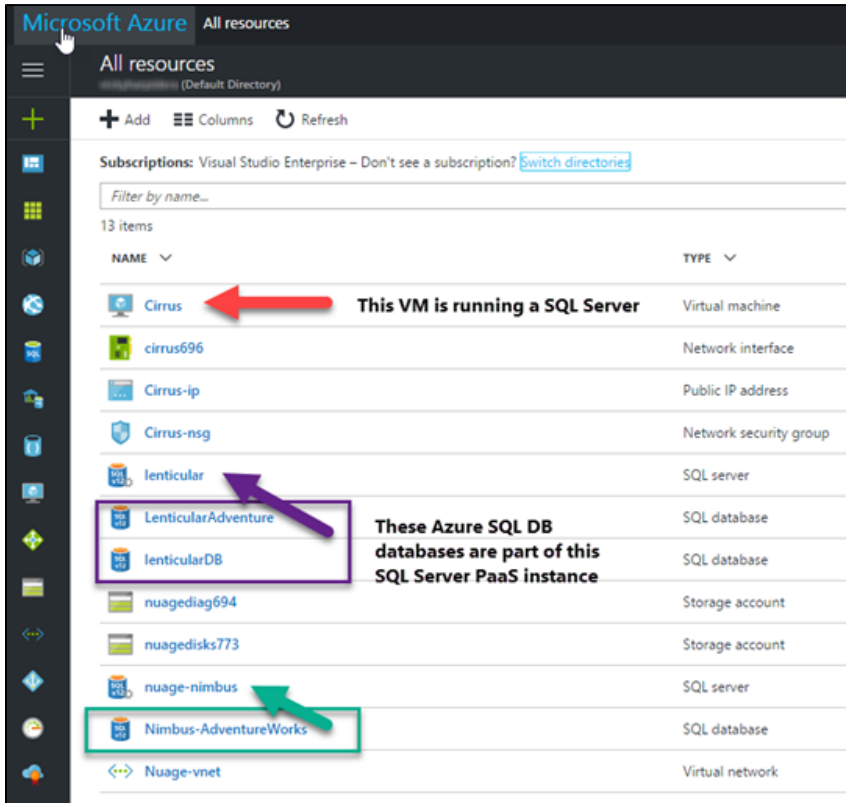 Microsoft Azure All resources
All resources
(Default Directory)
Add Columns Refresh
Subscriptions: Visual Studio Enterprise – Don't see a subscription? Switch directories
Filter by name...
13 items
NAME TYPE
Cirrus This VM is running a SQL Server Virtual machine
cirrus696 Network interface
Cirrus-ip Public IP address
Cirrus-nsg Network security group
lenticular SQL server
LenticularAdventure SQL database
These Azure SQL DB
databases are part of this
SQL Server PaaS instance
lenticularDB SQL database
nuagediag694 Storage account
nuagedisks773 Storage account
nuage-nimbus SQL server
Nimbus-AdventureWorks SQL database
Nuage-vnet Virtual network